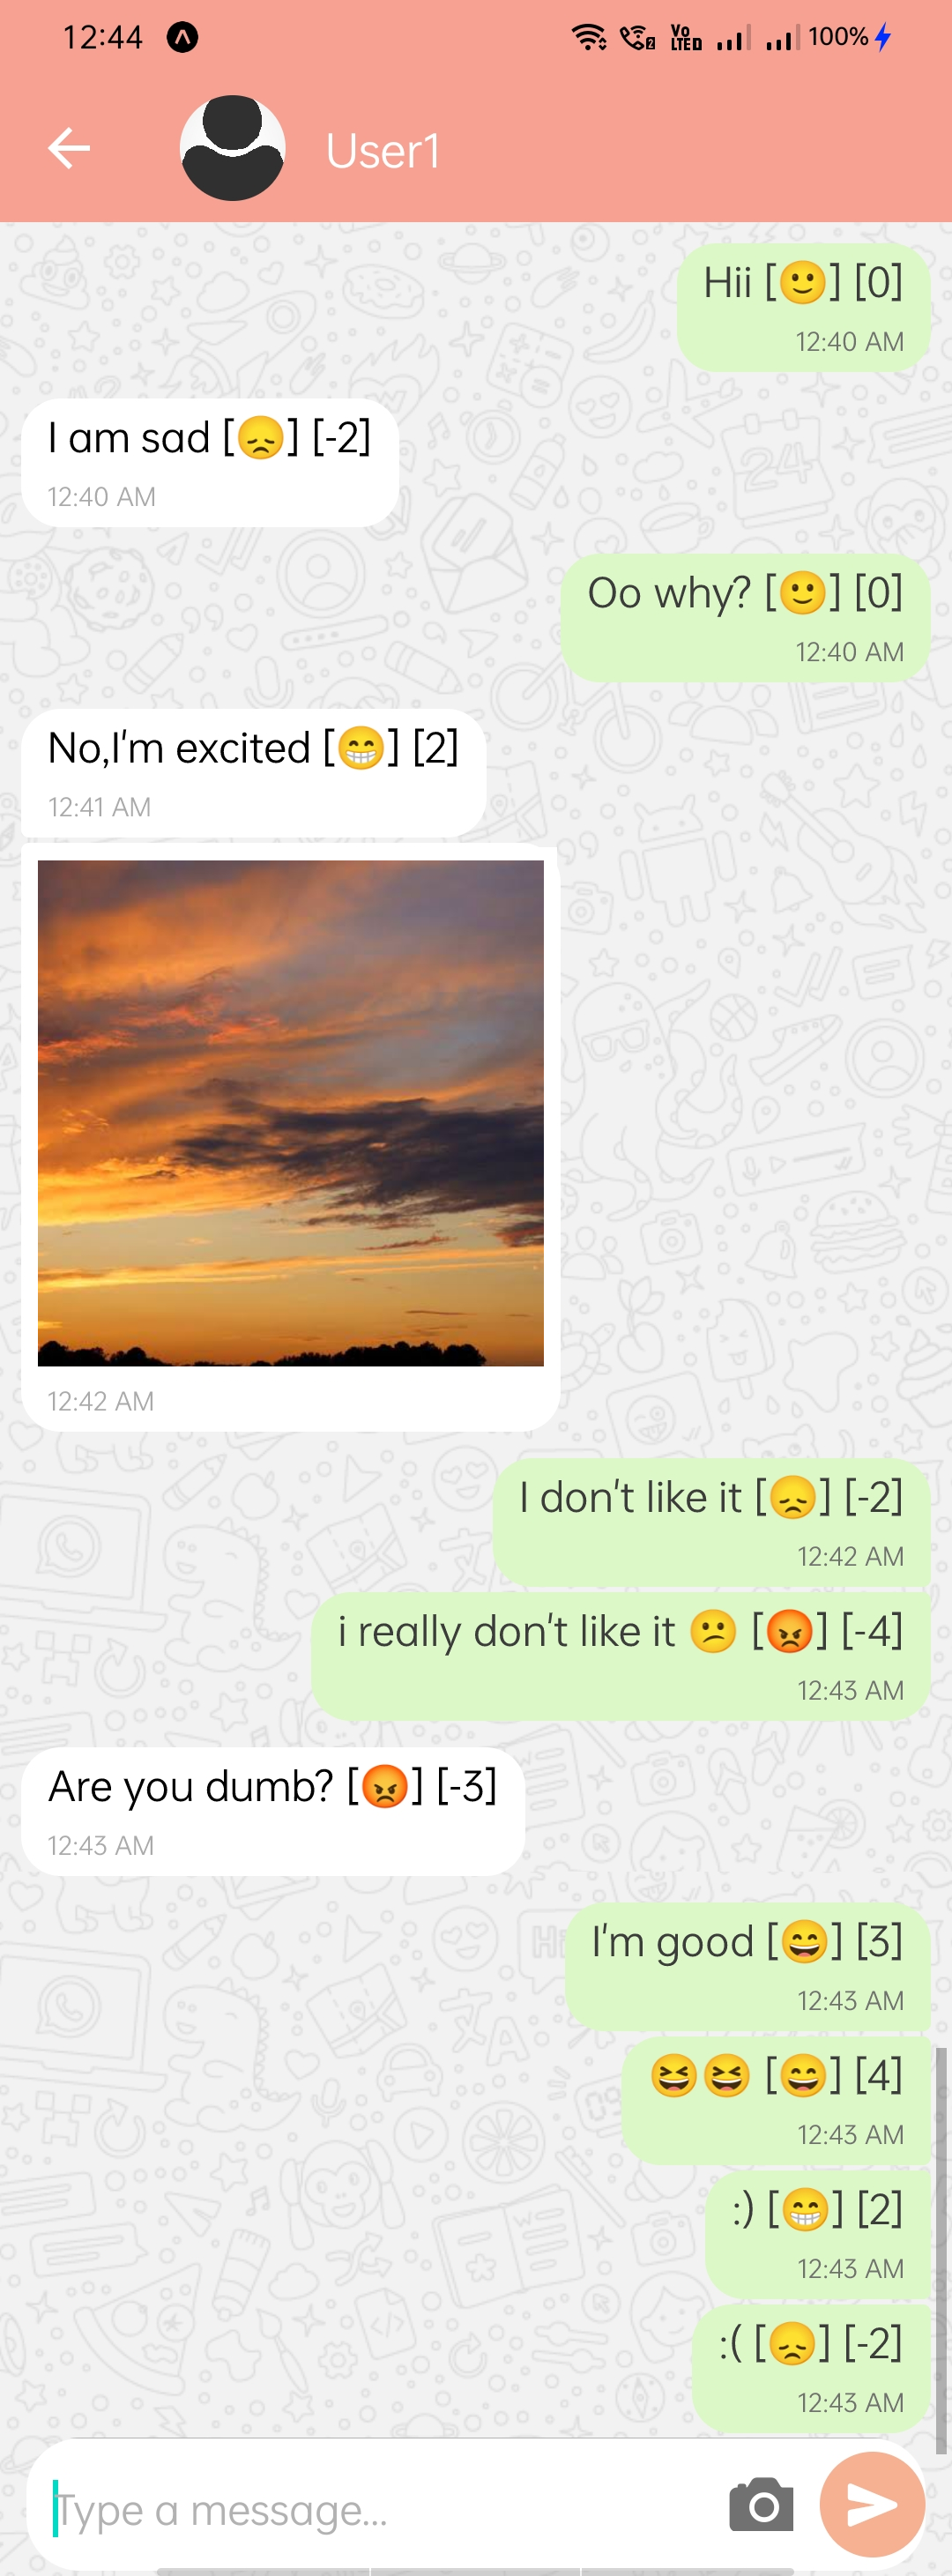 12:44
Vo
LTE D
100%
User1
Hii [🙂] [0]
12:40 AM
I am sad [😞] [-2]
12:40 AM
Oo why? [🙂] [0]
12:40 AM
No,I'm excited [😁] [2]
12:41 AM
12:42 AM
I don't like it [😞] [-2]
12:42 AM
i really don't like it 😕 [😡] [-4]
12:43 AM
Are you dumb? [😡] [-3]
12:43 AM
I'm good [😄] [3]
12:43 AM
😆😆 [😄] [4]
12:43 AM
:) [😁] [2]
12:43 AM
:( [😞] [-2]
12:43 AM
Type a message...